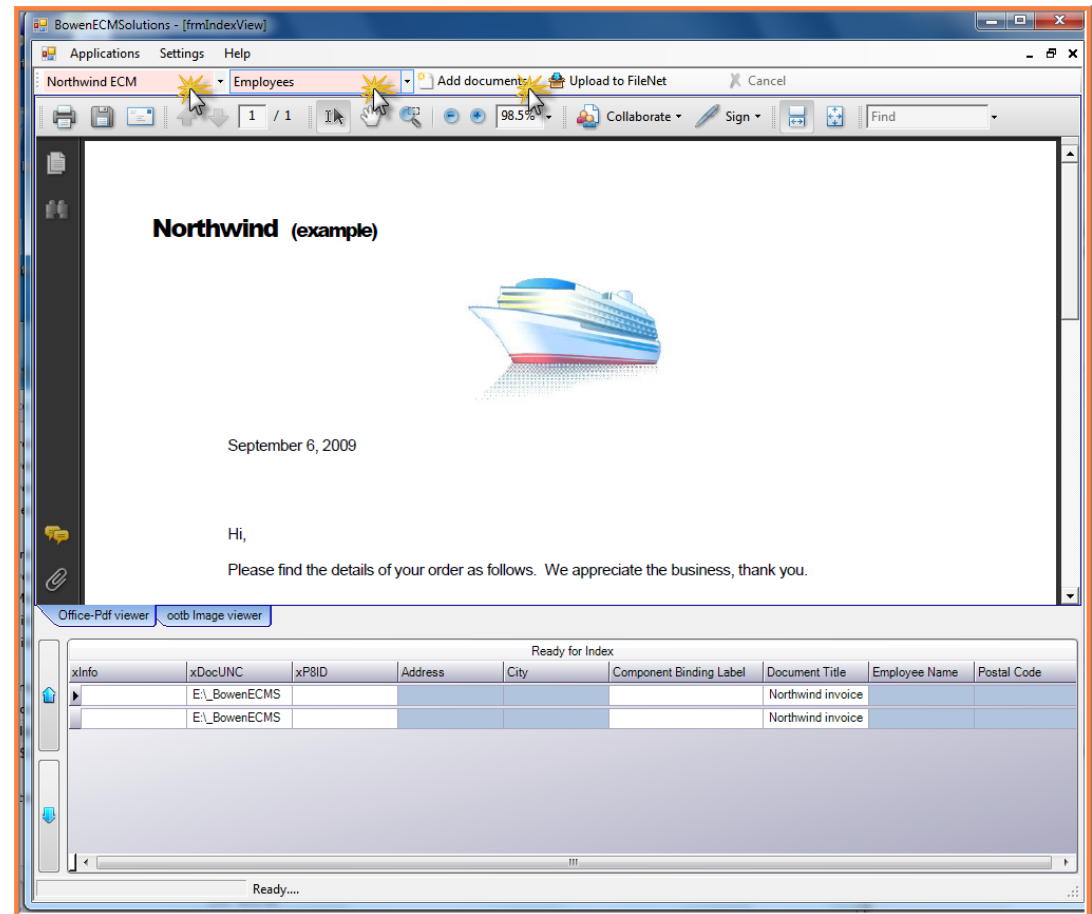 BowenECMSolutions - [frmIndexView]
Applications Settings Help
Northwind ECM Employees Add documents Upload to FileNet Cancel
1 / 1 98.5% Collaborate Sign Find
Northwind (example)
September 6, 2009
Hi,
Please find the details of your order as follows. We appreciate the business, thank you.
Office-Pdf viewer ootb Image viewer
Ready for Index
xInfo xDocUNC xP8ID Address City Component Binding Label Document Title Employee Name Postal Code
E:\_BowenECMS Northwind invoice
E:\_BowenECMS Northwind invoice
Ready....